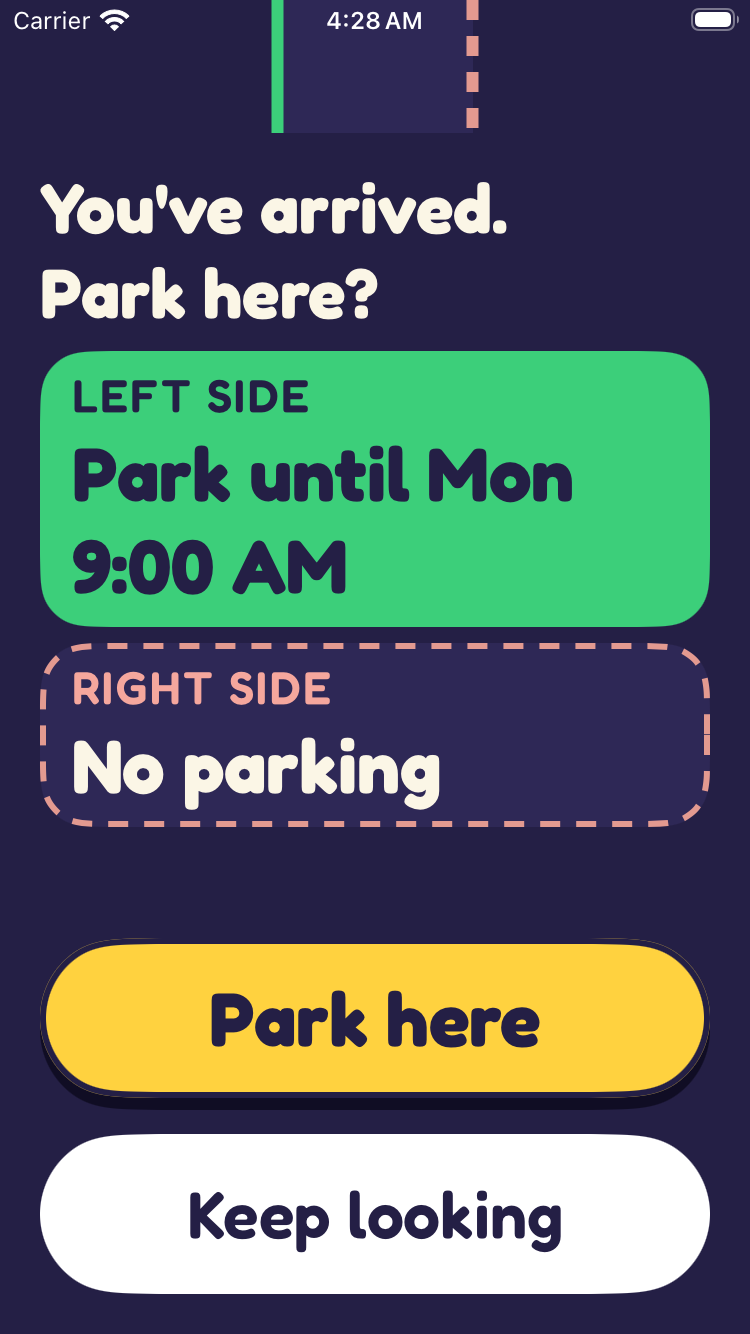 Carrier 4:28 AM
You've arrived.
Park here?
LEFT SIDE
Park until Mon
9:00 AM
RIGHT SIDE
No parking
Park here
Keep looking